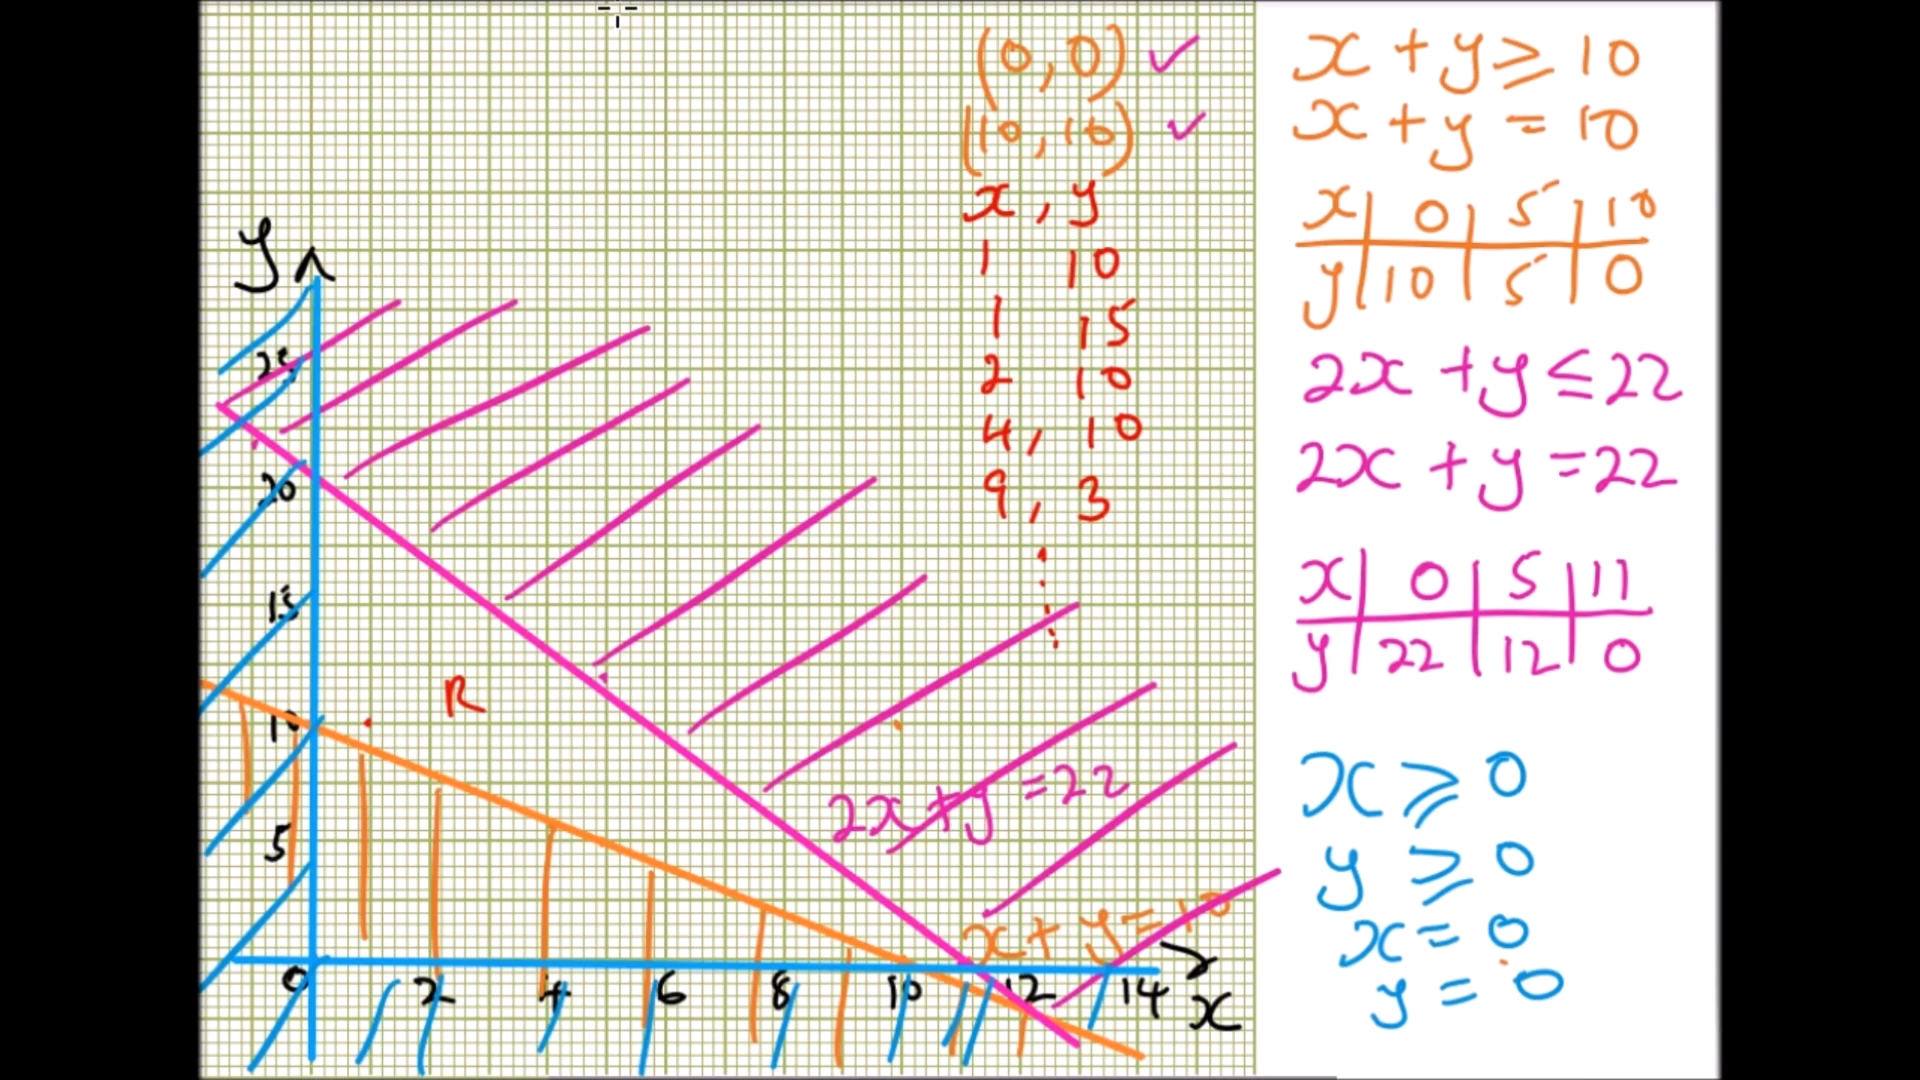 (0, 0) ✓
(10, 10) ✓
x, y
1 10
1 15
2 10
4, 10
9, 3
y
25
20
15
10
5
R
2x+y=22
x+y=10
0 2 4 6 8 10 12 14 x
x+y≥10
x+y=10
x | 0 | 5 | 10
y | 10 | 5 | 0
2x+y≤22
2x+y=22
x | 0 | 5 | 11
y | 22 | 12 | 0
x≥0
y≥0
x=0
y=0